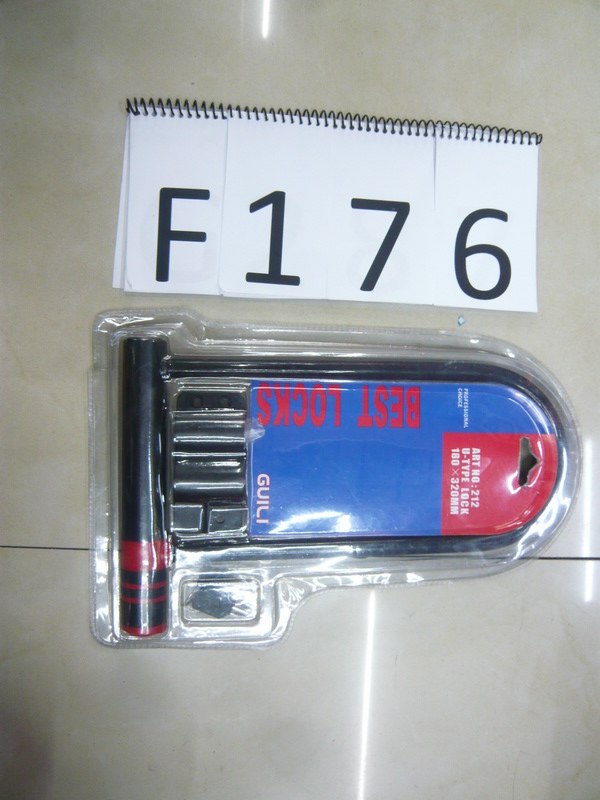 F176
BEST LOCKS
PROFESSIONAL
CHOICE
ART NO:212
U-TYPE LOCK
180×320MM
GUILI